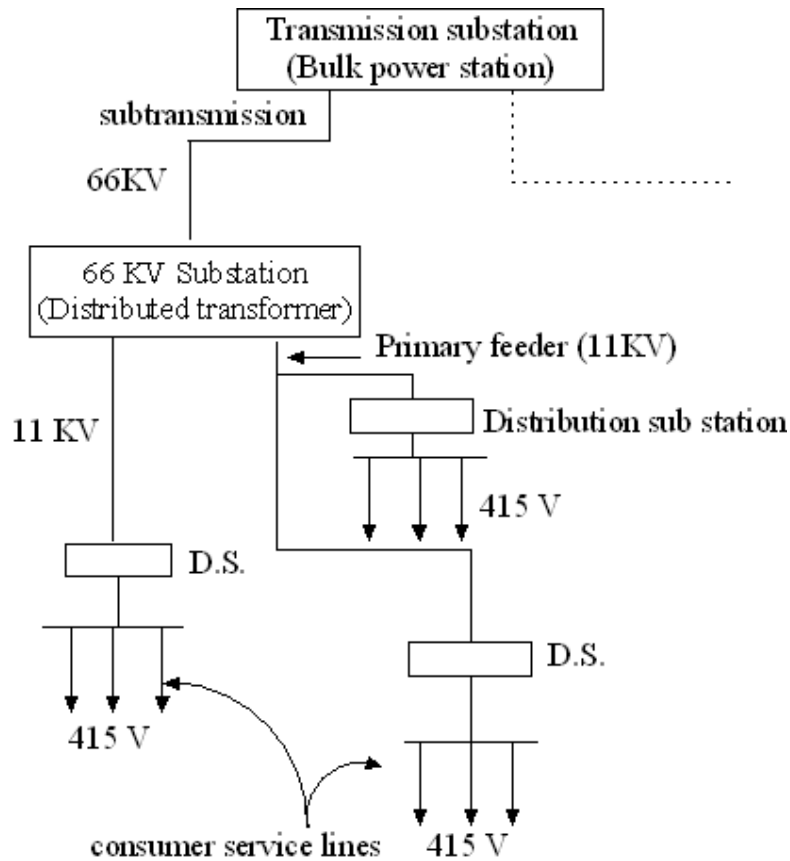 Transmission substation
(Bulk power station)
subtransmission
66KV
66 KV Substation
(Distributed transformer)
Primary feeder (11KV)
11 KV
Distribution sub station
415 V
D.S.
D.S.
415 V
consumer service lines
415 V